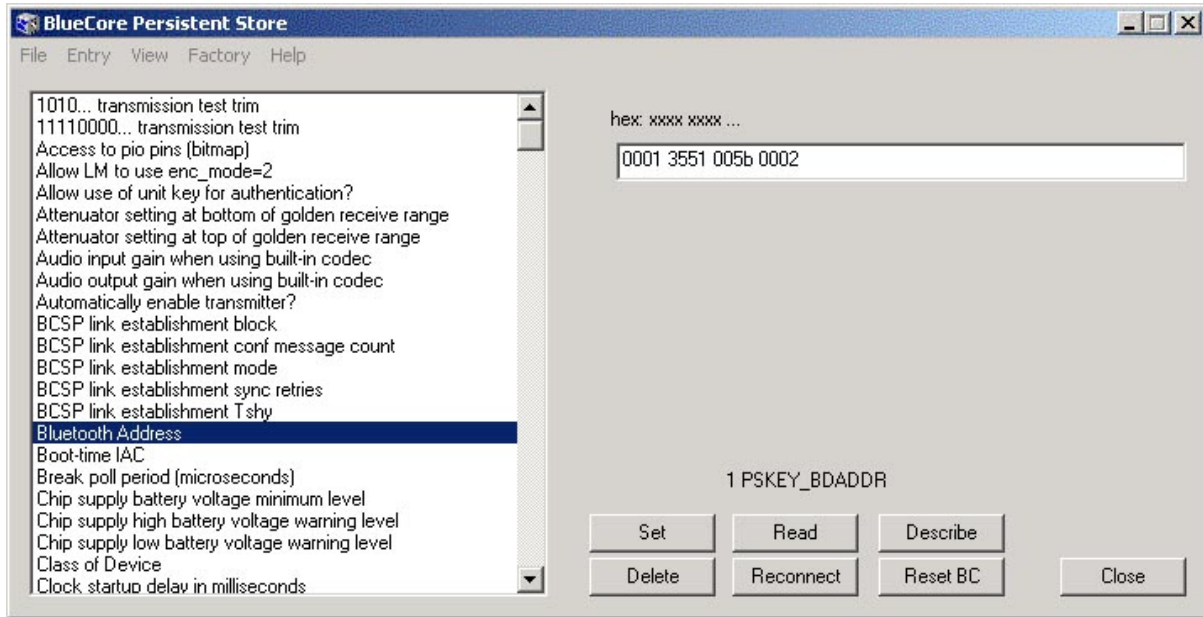 BlueCore Persistent Store
File Entry View Factory Help
1010... transmission test trim
11110000... transmission test trim
Access to pio pins (bitmap)
Allow LM to use enc_mode=2
Allow use of unit key for authentication?
Attenuator setting at bottom of golden receive range
Attenuator setting at top of golden receive range
Audio input gain when using built-in codec
Audio output gain when using built-in codec
Automatically enable transmitter?
BCSP link establishment block
BCSP link establishment conf message count
BCSP link establishment mode
BCSP link establishment sync retries
BCSP link establishment Tshy
Bluetooth Address
Boot-time IAC
Break poll period (microseconds)
Chip supply battery voltage minimum level
Chip supply high battery voltage warning level
Chip supply low battery voltage warning level
Class of Device
Clock startup delay in milliseconds
hex: xxxx xxxx ...
0001 3551 005b 0002
1 PSKEY_BDADDR
Set Read Describe
Delete Reconnect Reset BC Close